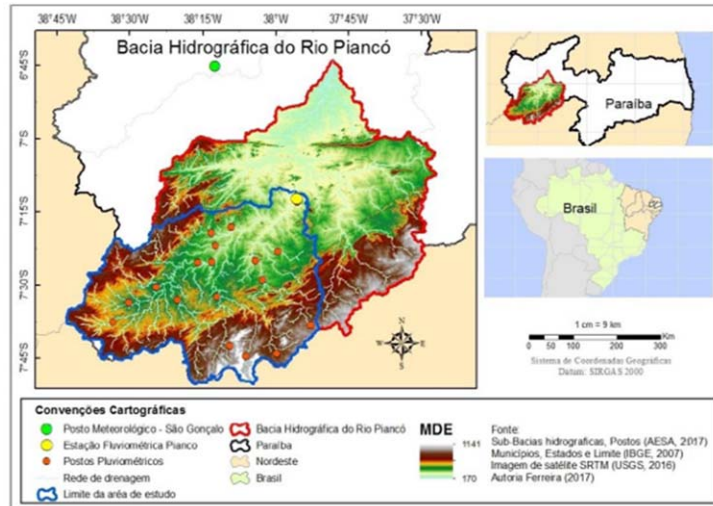 38°45'W 38°30'W 38°15'W 38°W 37°45'W 37°30'W
Bacia Hidrográfica do Rio Piancó
6°45'S
7°S
7°15'S
7°30'S
7°45'S
Paraíba
Brasil
1 cm = 9 km
0 50 100 200 300 Km
Sistema de Coordenadas Geográficas
Datum: SIRGAS 2000
Convenções Cartográficas
Posto Meteorológico - São Gonçalo
Estação Fluviométrica Pianco
Postos Pluviométricos
Rede de drenagem
Limite da aréa de estudo
Bacia Hidrográfica do Rio Piancó
Paraíba
Nordeste
Brasil
MDE
1141
170
Fonte:
Sub-Bacias hidrograficas, Postos (AESA, 2017)
Municípios, Estados e Limite (IBGE, 2007)
Imagem de satélite SRTM (USGS, 2016)
Autoria Ferreira (2017)